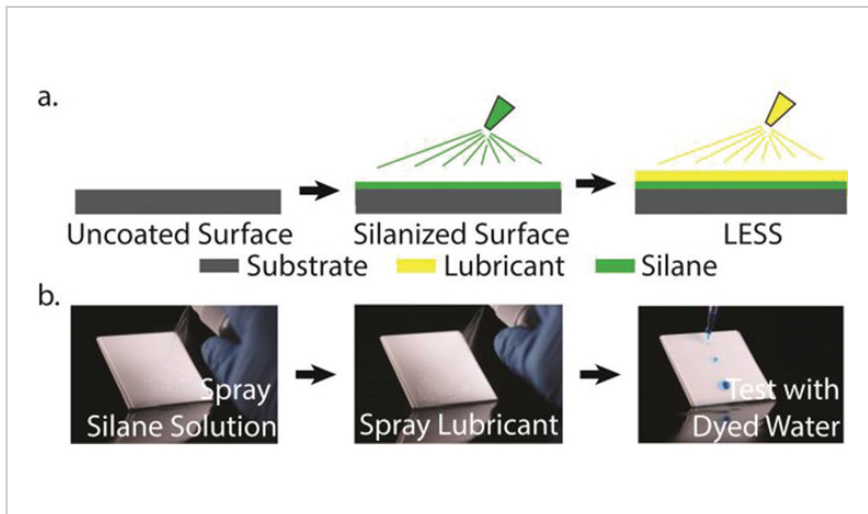 a.
Uncoated Surface
Silanized Surface
LESS
Substrate
Lubricant
Silane
b.
Spray
Silane Solution
Spray Lubricant
Test with
Dyed Water